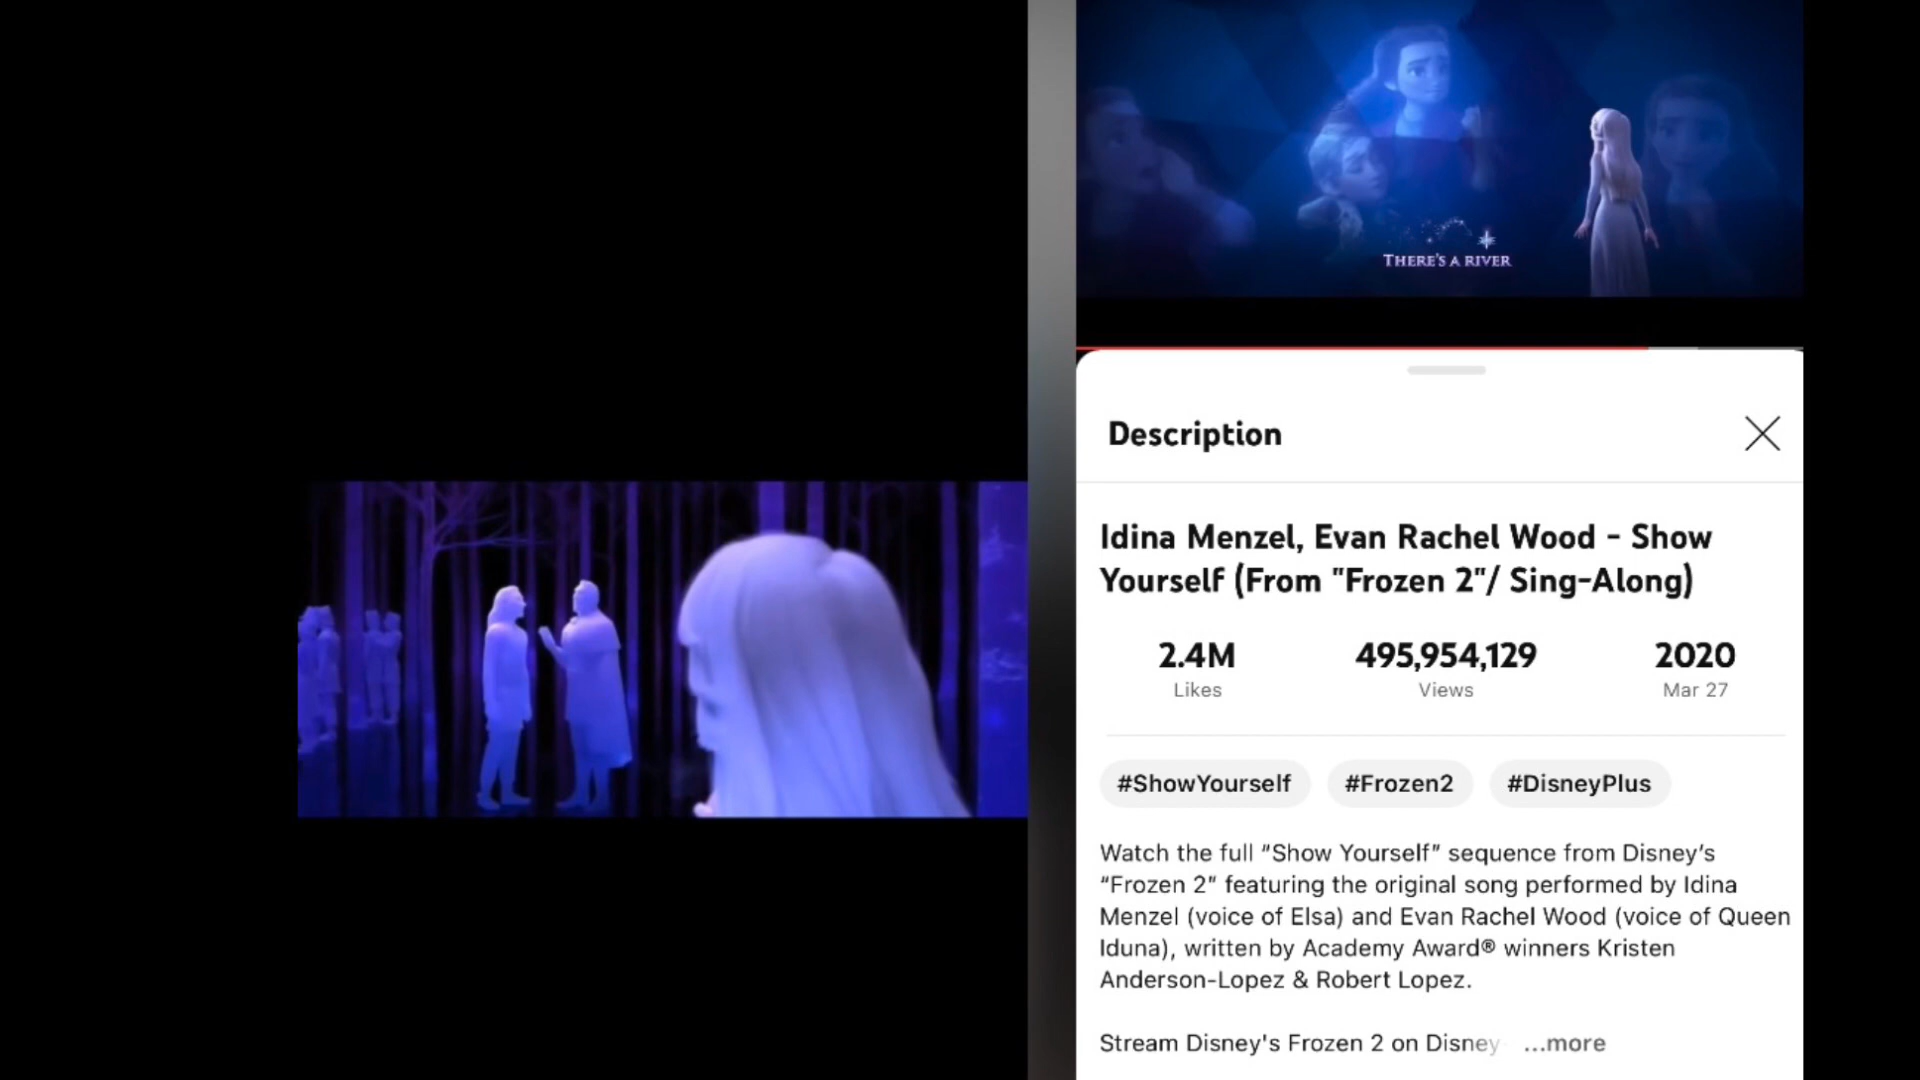 THERE'S A RIVER
Description
Idina Menzel, Evan Rachel Wood - Show
Yourself (From "Frozen 2"/ Sing-Along)
2.4M 495,954,129 2020
Likes Views Mar 27
#ShowYourself #Frozen2 #DisneyPlus
Watch the full “Show Yourself” sequence from Disney’s
“Frozen 2” featuring the original song performed by Idina
Menzel (voice of Elsa) and Evan Rachel Wood (voice of Queen
Iduna), written by Academy Award® winners Kristen
Anderson-Lopez & Robert Lopez.
Stream Disney's Frozen 2 on Disney ...more